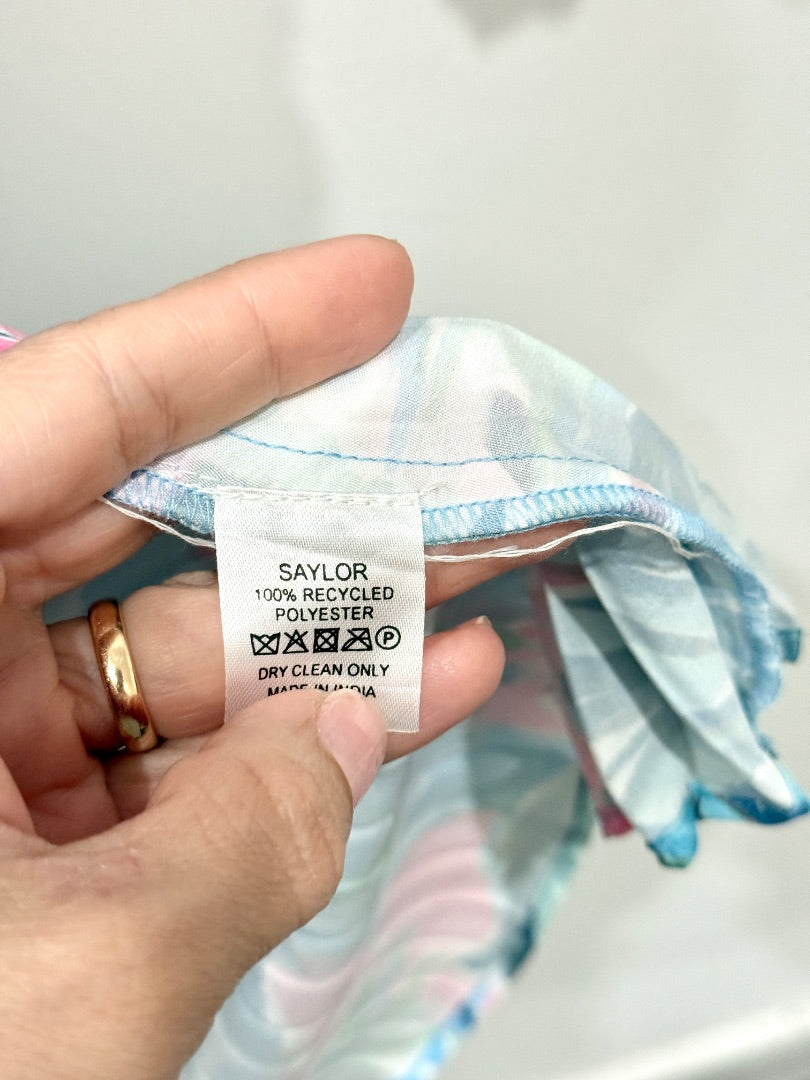 SAYLOR
100% RECYCLED
POLYESTER
P
DRY CLEAN ONLY
MADE IN INDIA